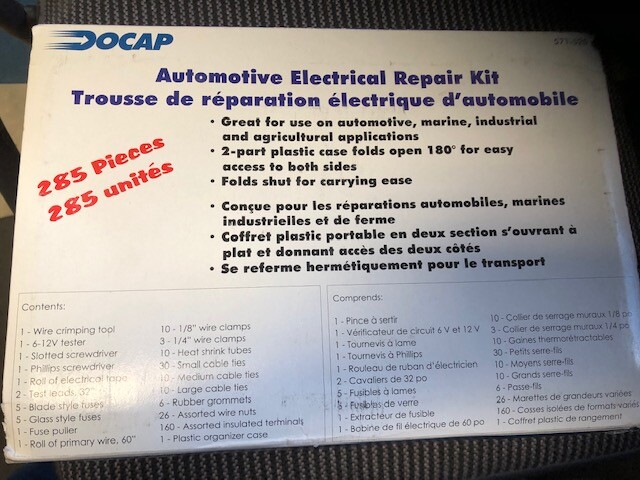 DOCAP
Automotive Electrical Repair Kit
Trousse de réparation électrique d'automobile
285 Pieces
285 unités
• Great for use on automotive, marine, industrial
and agricultural applications
• 2-part plastic case folds open 180° for easy
access to both sides
• Folds shut for carrying ease
• Conçue pour les réparations automobiles, marines
industrielles et de ferme
• Coffret plastic portable en deux section s'ouvrant à
plat et donnant accès des deux côtés
• Se referme hermétiquement pour le transport
Contents:
1 - Wire crimping tool
1 - 6-12V tester
1 - Slotted screwdriver
1 - Phillips screwdriver
1 - Roll of electrical tape
2 - Test leads, 32"
5 - Blade style fuses
5 - Glass style fuses
1 - Fuse puller
1 - Roll of primary wire, 60"
10 - 1/8" wire clamps
3 - 1/4" wire clamps
10 - Heat shrink tubes
30 - Small cable ties
10 - Medium cable ties
10 - Large cable ties
6 - Rubber grommets
26 - Assorted wire nuts
160 - Assorted insulated terminals
1 - Plastic organizer case
Comprends:
1 - Pince à sertir
1 - Vérificateur de circuit 6 V et 12 V
1 - Tournevis à lame
1 - Tournevis à Phillips
1 - Rouleau de ruban d'électricien
2 - Cavaliers de 32 po
5 - Fusibles à lames
5 - Fusibles de verre
1 - Extracteur de fusible
1 - Bobine de fil électrique de 60 po
10 - Collier de serrage muraux 1/8 po
3 - Collier de serrage muraux 1/4 po
10 - Gaines thermorétractables
30 - Petits serre-fils
10 - Moyens serre-fils
10 - Grands serre-fils
6 - Passe-fils
26 - Marettes de grandeurs variées
160 - Cosses isolées de formats variés
1 - Coffret plastic de rangement